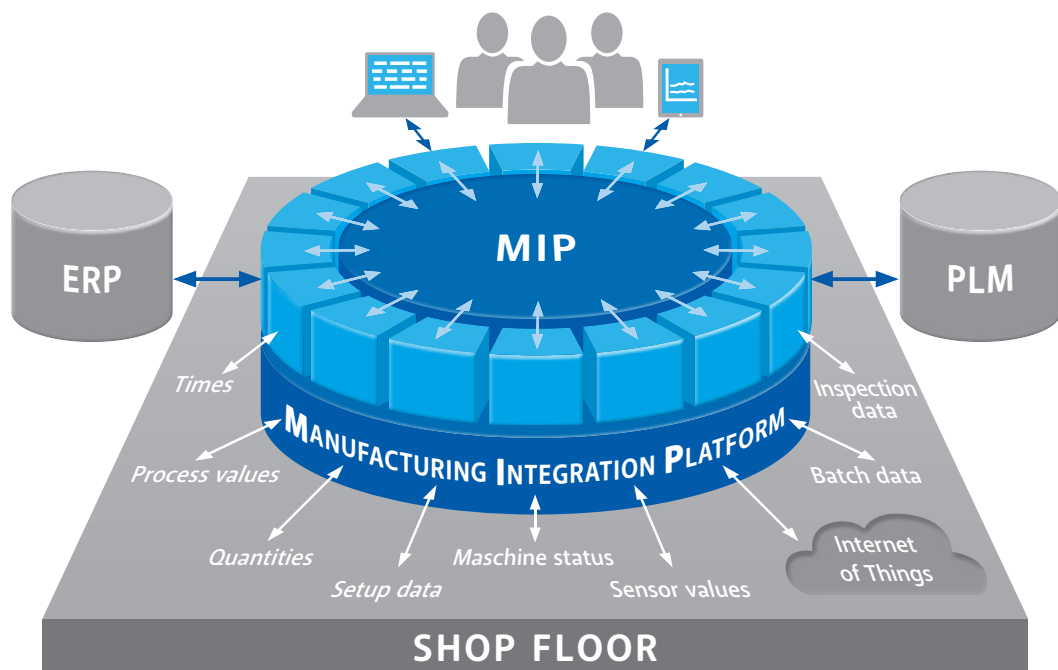 MIP
ERP
PLM
Times
Inspection
data
MANUFACTURING INTEGRATION PLATFORM
Process values
Batch data
Quantities
Maschine status
Internet
of Things
Setup data
Sensor values
SHOP FLOOR